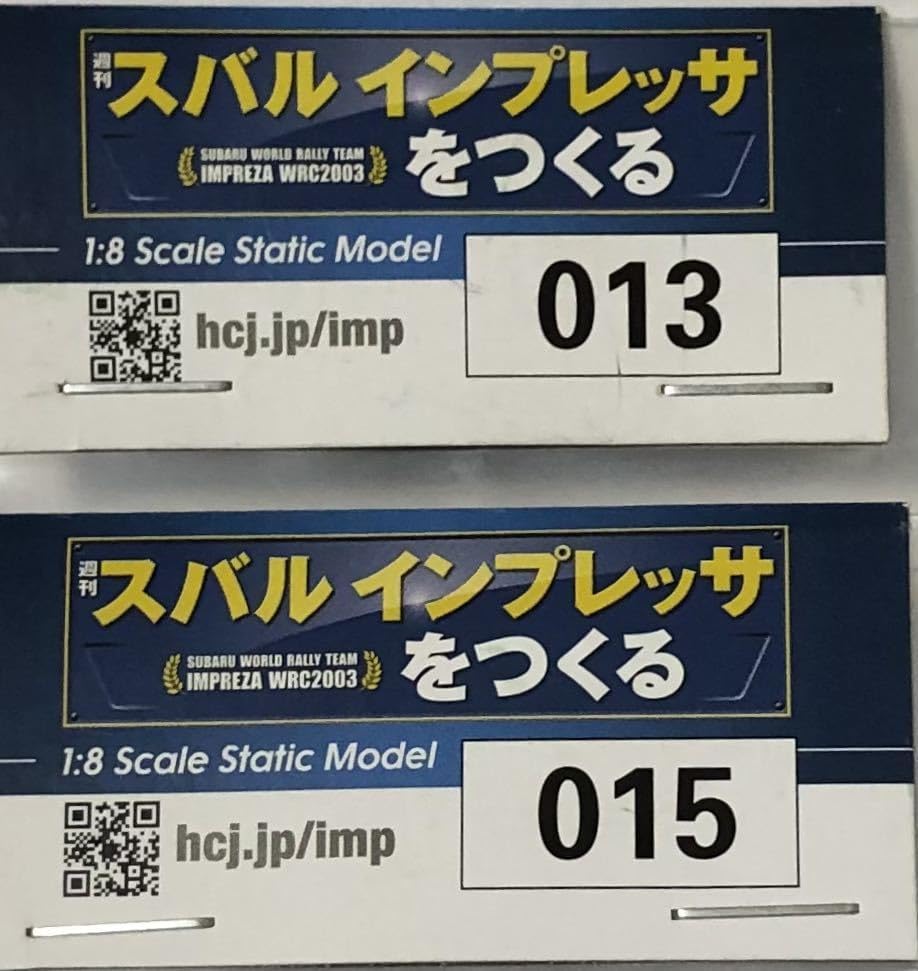 週刊
スバル インプレッサ
SUBARU WORLD RALLY TEAM
IMPREZA WRC2003
をつくる
1:8 Scale Static Model
013
hcj.jp/imp
週刊
スバル インプレッサ
SUBARU WORLD RALLY TEAM
IMPREZA WRC2003
をつくる
1:8 Scale Static Model
015
hcj.jp/imp